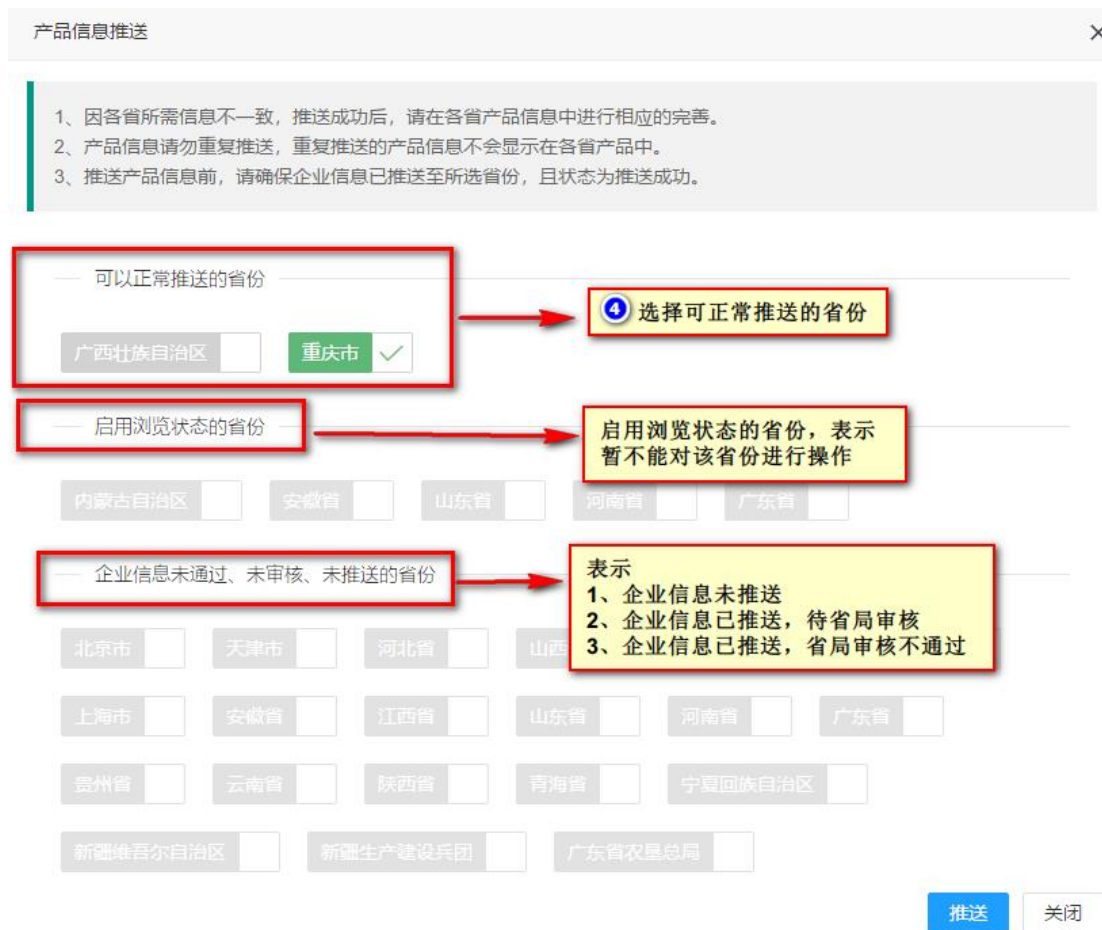 产品信息推送
1、因各省所需信息不一致，推送成功后，请在各省产品信息中进行相应的完善。
2、产品信息请勿重复推送，重复推送的产品信息不会显示在各省产品中。
3、推送产品信息前，请确保企业信息已推送至所选省份，且状态为推送成功。
可以正常推送的省份
4 选择可正常推送的省份
广西壮族自治区 重庆市
启用浏览状态的省份
启用浏览状态的省份，表示
暂不能对该省份进行操作
内蒙古自治区 安徽省 山东省 河南省 广东省
企业信息未通过、未审核、未推送的省份
表示
1、企业信息未推送
2、企业信息已推送，待省局审核
3、企业信息已推送，省局审核不通过
北京市 天津市 河北省 山西
上海市 安徽省 江西省 山东省 河南省 广东省
贵州省 云南省 陕西省 青海省 宁夏回族自治区
新疆维吾尔自治区 新疆生产建设兵团 广东省农垦总局
推送 关闭